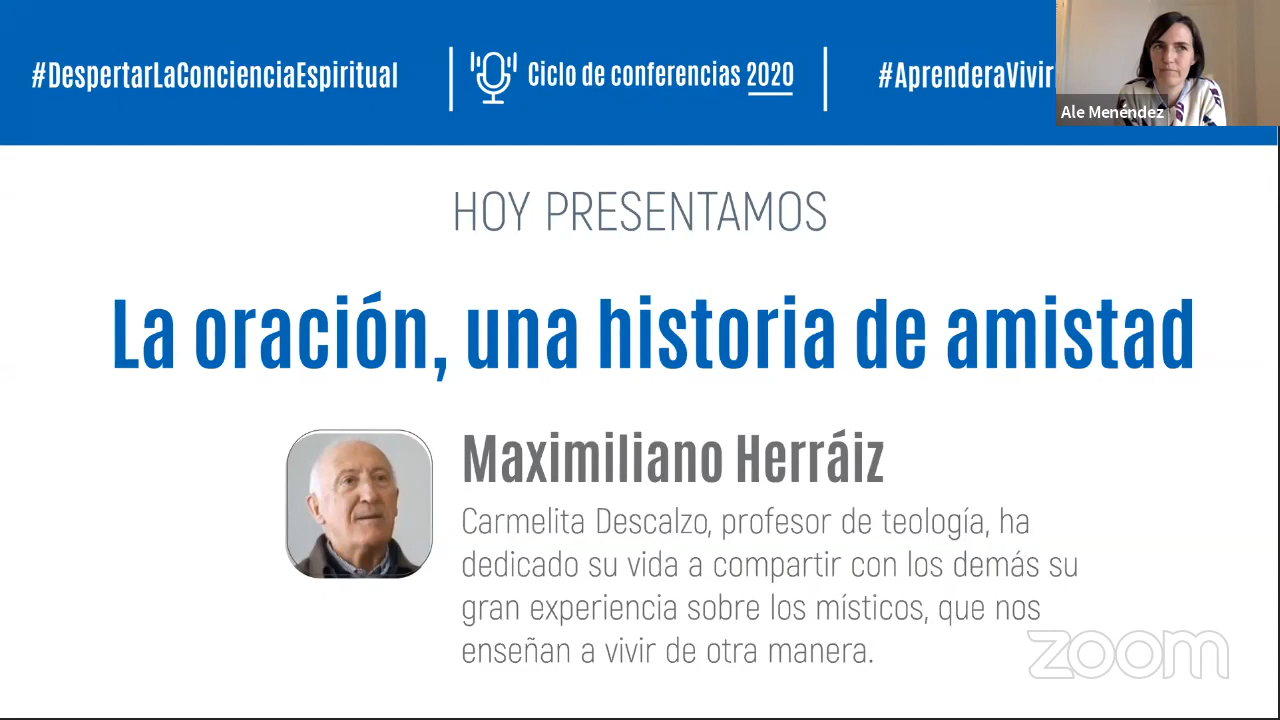 #DespertarLaConcienciaEspiritual
Ciclo de conferencias 2020
#AprenderaVivir
Ale Menéndez
HOY PRESENTAMOS
La oración, una historia de amistad
Maximiliano Herráiz
Carmelita Descalzo, profesor de teología, ha
dedicado su vida a compartir con los demás su
gran experiencia sobre los místicos, que nos
enseñan a vivir de otra manera.
zoom